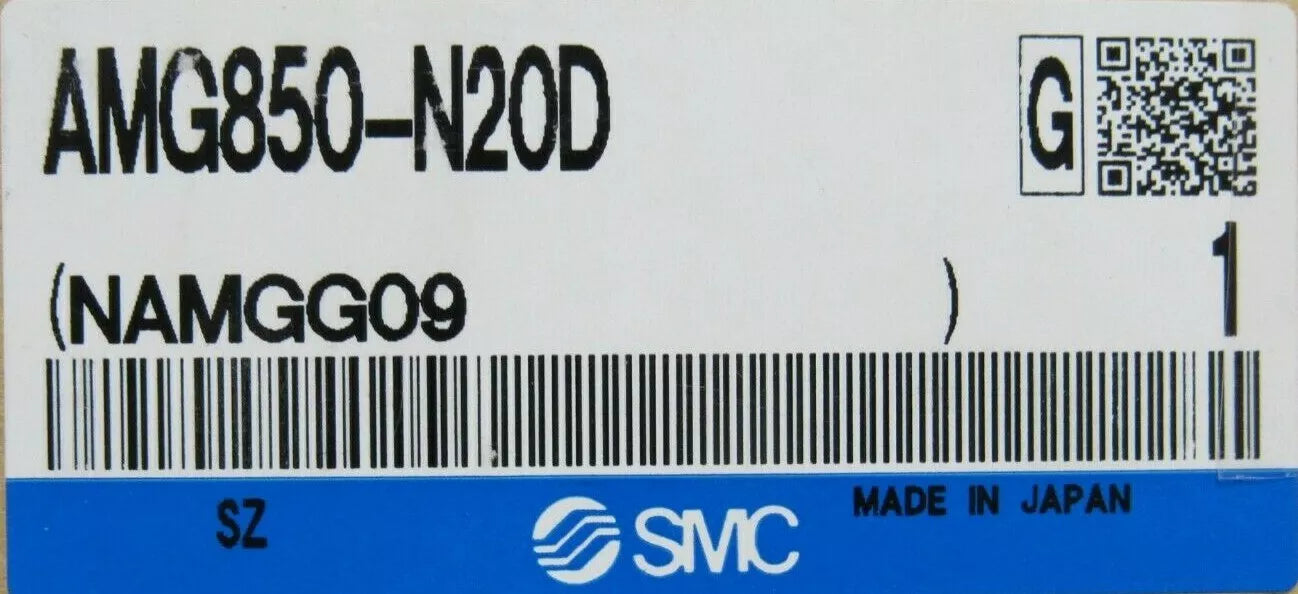 AMG850-N20D
G
(NAMGG09 )
1
SZ
SMC
MADE IN JAPAN